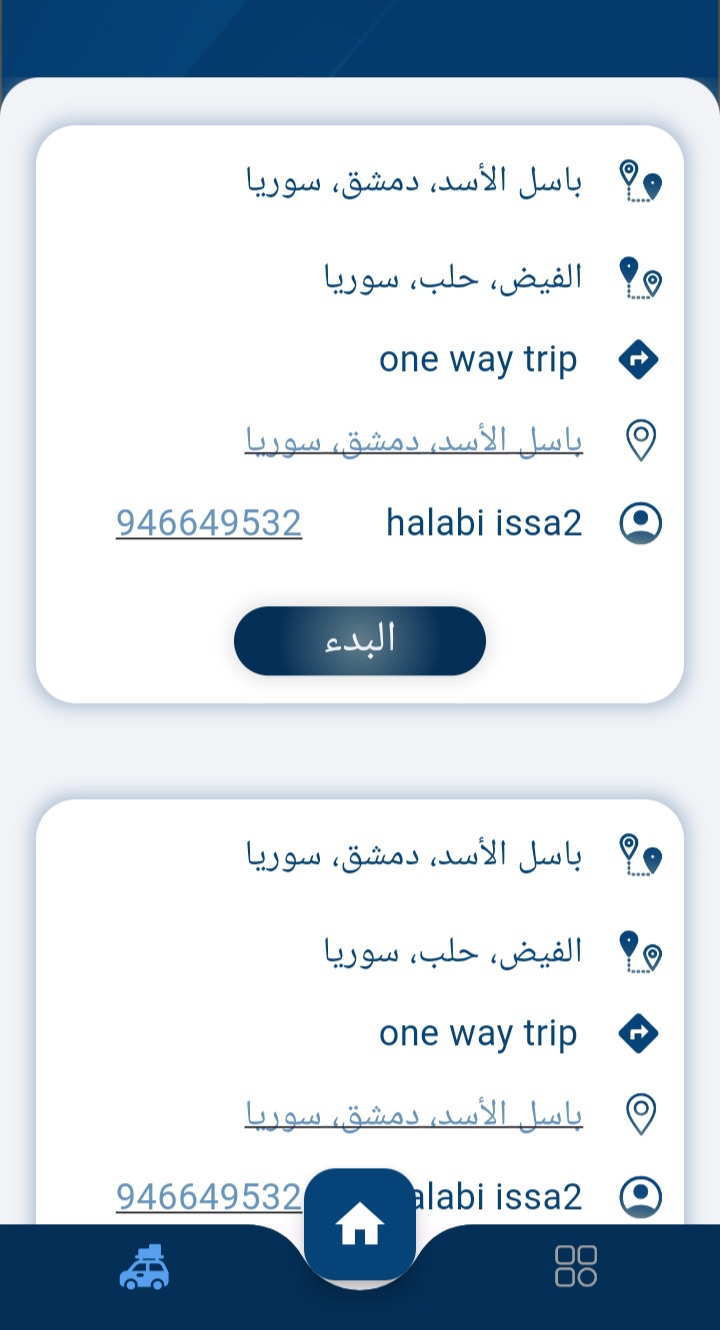 باسل الأسد، دمشق، سوريا
الفيض، حلب، سوريا
one way trip
باسل الأسد، دمشق، سوريا
halabi issa2 946649532
البدء
باسل الأسد، دمشق، سوريا
الفيض، حلب، سوريا
one way trip
باسل الأسد، دمشق، سوريا
alabi issa2 946649532